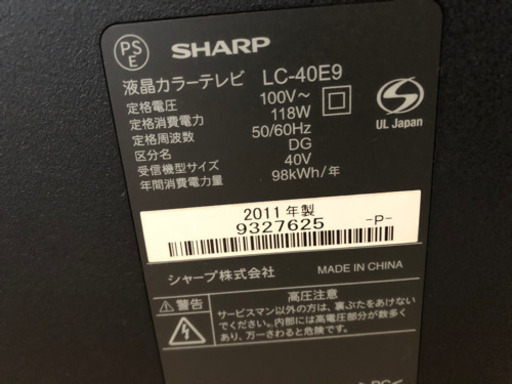 PS
E
SHARP
液晶カラーテレビ LC-40E9
定格電圧 100V～
定格消費電力 118W
定格周波数 50/60Hz
区分名 DG
受信機型サイズ 40V
年間消費電力量 98kWh/年
UL Japan
2011年製
9327625 -P-
シャープ株式会社 MADE IN CHINA
警告 高圧注意
サービスマン以外の方は、裏ぶたをあけない
でください。内部には高電圧部分が数多く
あり、万一さわると危険です。